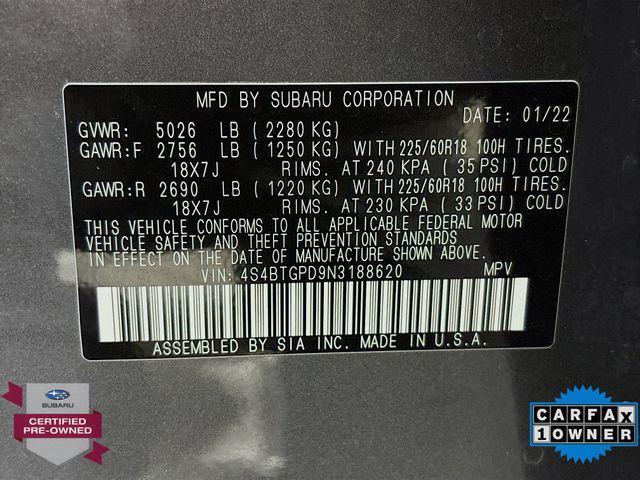 MFD BY SUBARU CORPORATION DATE: 01/22
GVWR: 5026 LB (2280 KG)
GAWR:F 2756 LB (1250 KG) WITH 225/60R18 100H TIRES.
18X7J RIMS. AT 240 KPA (35 PSI) COLD
GAWR:R 2690 LB (1220 KG) WITH 225/60R18 100H TIRES.
18X7J RIMS. AT 230 KPA (33 PSI) COLD
THIS VEHICLE CONFORMS TO ALL APPLICABLE FEDERAL MOTOR
VEHICLE SAFETY AND THEFT PREVENTION STANDARDS
IN EFFECT ON THE DATE OF MANUFACTURE SHOWN ABOVE.
VIN: 4S4BTGPD9N3188620 MPV
ASSEMBLED BY SIA INC. MADE IN U.S.A.
SUBARU
CERTIFIED
PRE-OWNED
CARFAX
1 OWNER